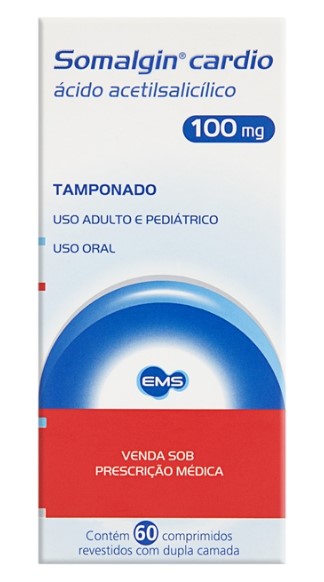 Somalgin® cardio
ácido acetilsalicílico
100 mg
TAMPONADO
USO ADULTO E PEDIÁTRICO
USO ORAL
EMS
VENDA SOB
PRESCRIÇÃO MÉDICA
Contém 60 comprimidos
revestidos com dupla camada